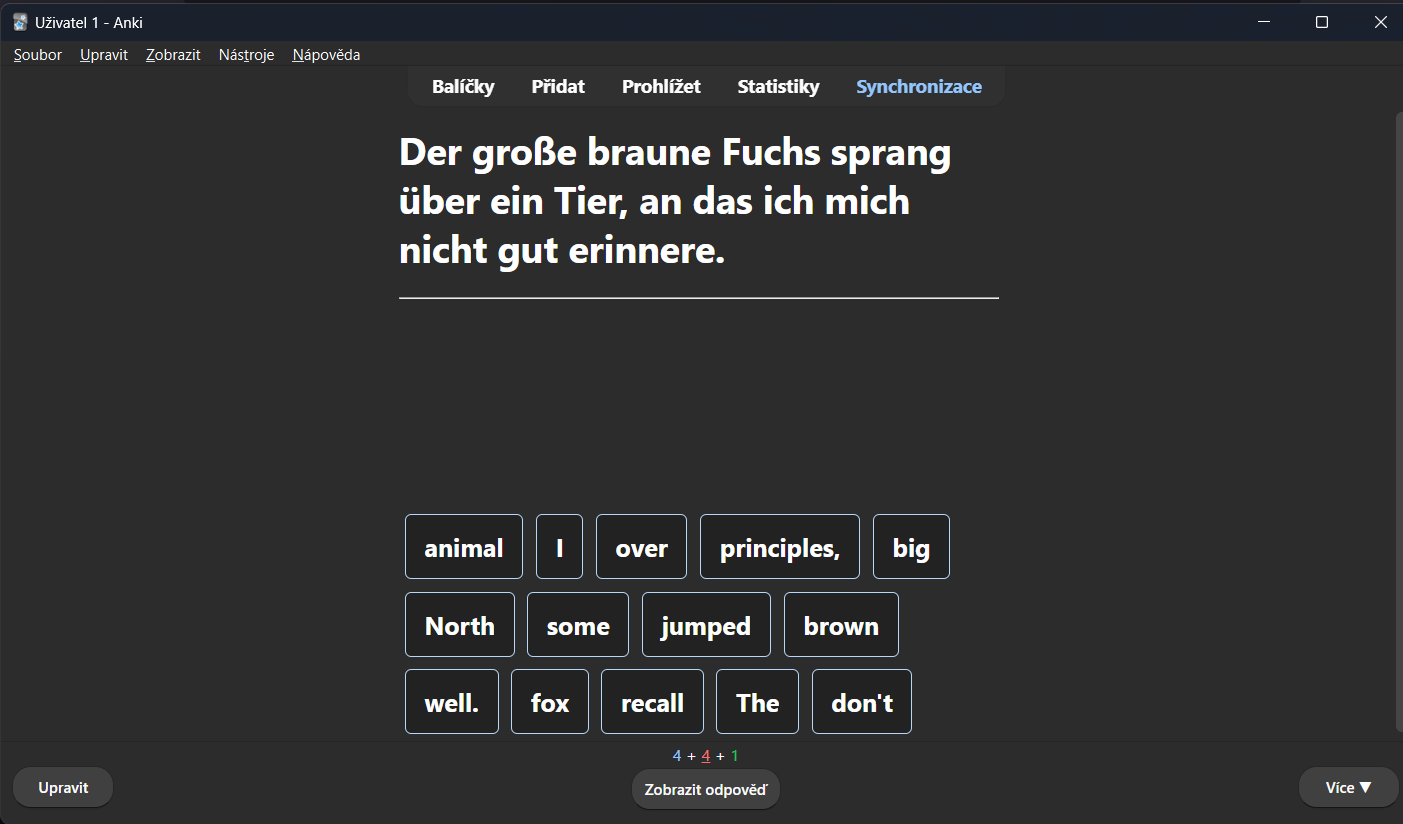 Uživatel 1 - Anki
Soubor Upravit Zobrazit Nástroje Nápověda
Balíčky Přidat Prohlížet Statistiky Synchronizace
Der große braune Fuchs sprang
über ein Tier, an das ich mich
nicht gut erinnere.
animal I over principles, big
North some jumped brown
well. fox recall The don't
4 + 4 + 1
Upravit Zobrazit odpověď Více ▼